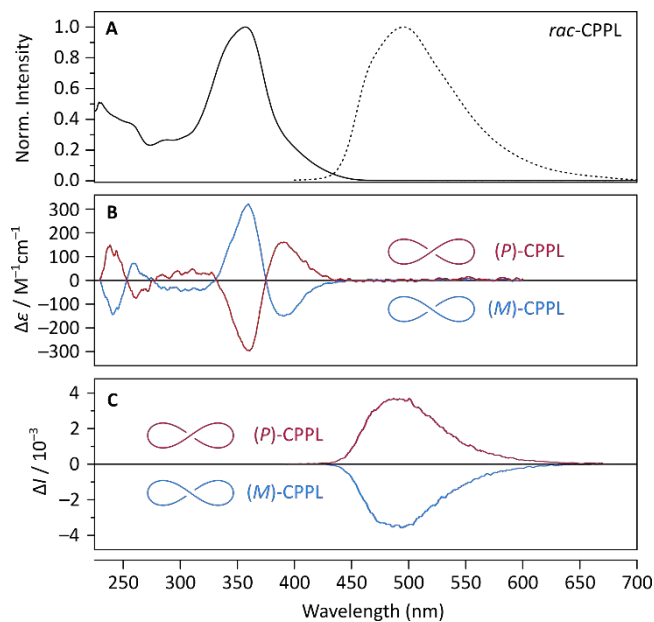 A
rac-CPPL
Norm. Intensity
1.0
0.8
0.6
0.4
0.2
0.0
B
Δε / M⁻¹cm⁻¹
300
200
100
0
−100
−200
−300
(P)-CPPL
(M)-CPPL
C
ΔI / 10⁻³
4
2
0
−2
−4
(P)-CPPL
(M)-CPPL
250 300 350 400 450 500 550 600 650 700
Wavelength (nm)